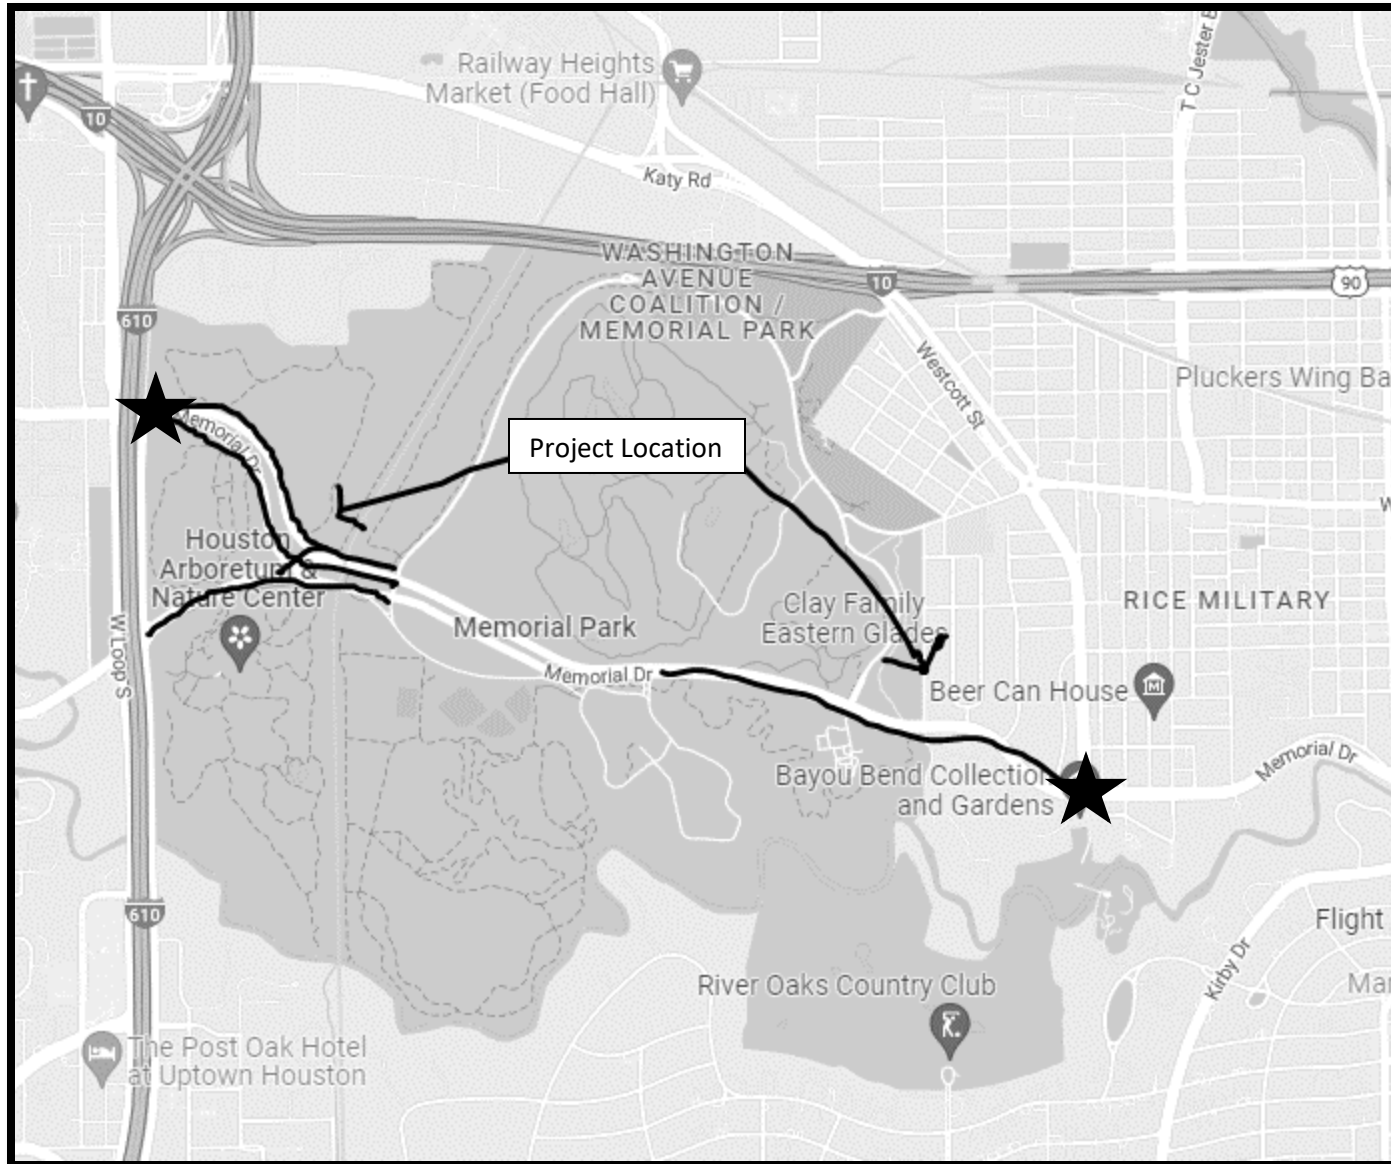 T C Jester B
Railway Heights
Market (Food Hall)
10
Katy Rd
WASHINGTON
AVENUE
COALITION /
MEMORIAL PARK
10
90
610
Westcott St
Pluckers Wing Ba
Memorial Dr
Project Location
W
Houston
Arboretum &
Nature Center
Clay Family
Eastern Glades
RICE MILITARY
W Loop S
Memorial Park
Memorial Dr
Beer Can House
M
Bayou Bend Collection
and Gardens
Memorial Dr
610
Flight
Kirby Dr
River Oaks Country Club
Mar
The Post Oak Hotel
at Uptown Houston